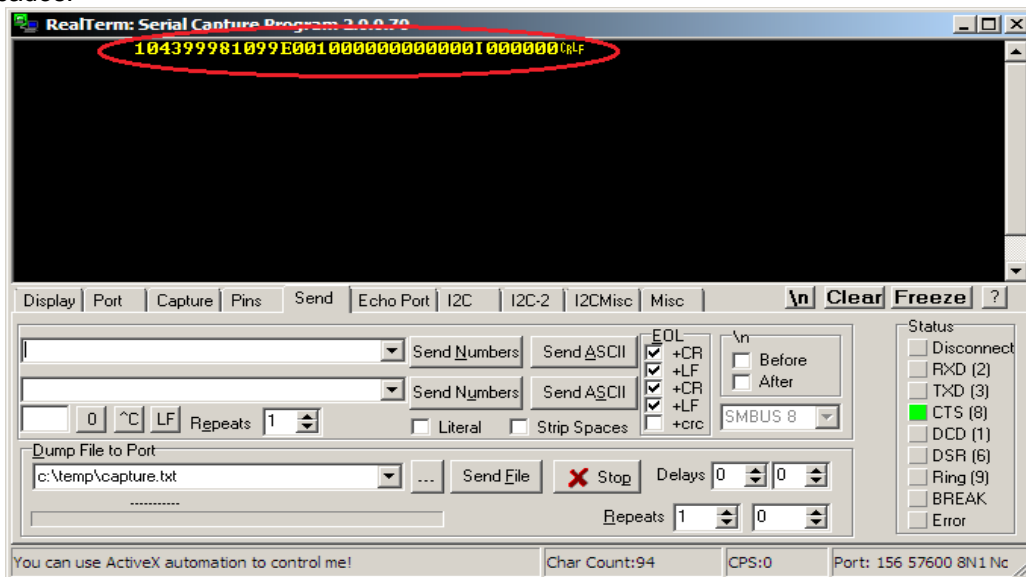 RealTerm: Serial Capture Program 2.0.0.70
104399981099E001000000000000I000000CRLF
Display Port Capture Pins Send Echo Port I2C I2C-2 I2CMisc Misc \n Clear Freeze ?
Send Numbers Send ASCII
Send Numbers Send ASCII
0 ^C LF Repeats 1
Literal Strip Spaces
EOL
+CR
+LF
+CR
+LF
+crc
\n
Before
After
SMBUS 8
Dump File to Port
c:\temp\capture.txt ... Send File Stop Delays 0 0
-----------
Repeats 1 0
Status
Disconnect
RXD (2)
TXD (3)
CTS (8)
DCD (1)
DSR (6)
Ring (9)
BREAK
Error
You can use ActiveX automation to control me! Char Count:94 CPS:0 Port: 156 57600 8N1 Nc